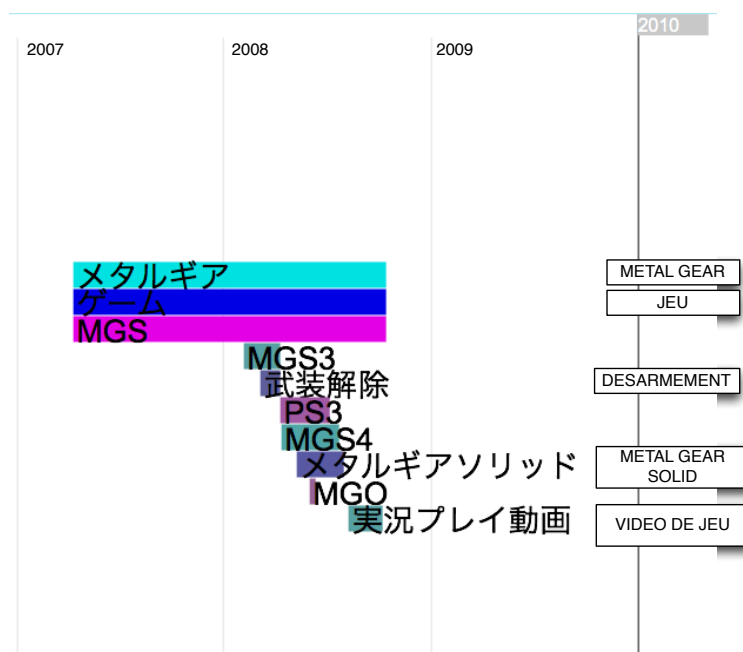 2010
2007 2008 2009
メタルギア METAL GEAR
ゲーム JEU
MGS
MGS3
武装解除 DESARMEMENT
PS3
MGS4
メタルギアソリッド METAL GEAR
SOLID
MGO
実況プレイ動画 VIDEO DE JEU